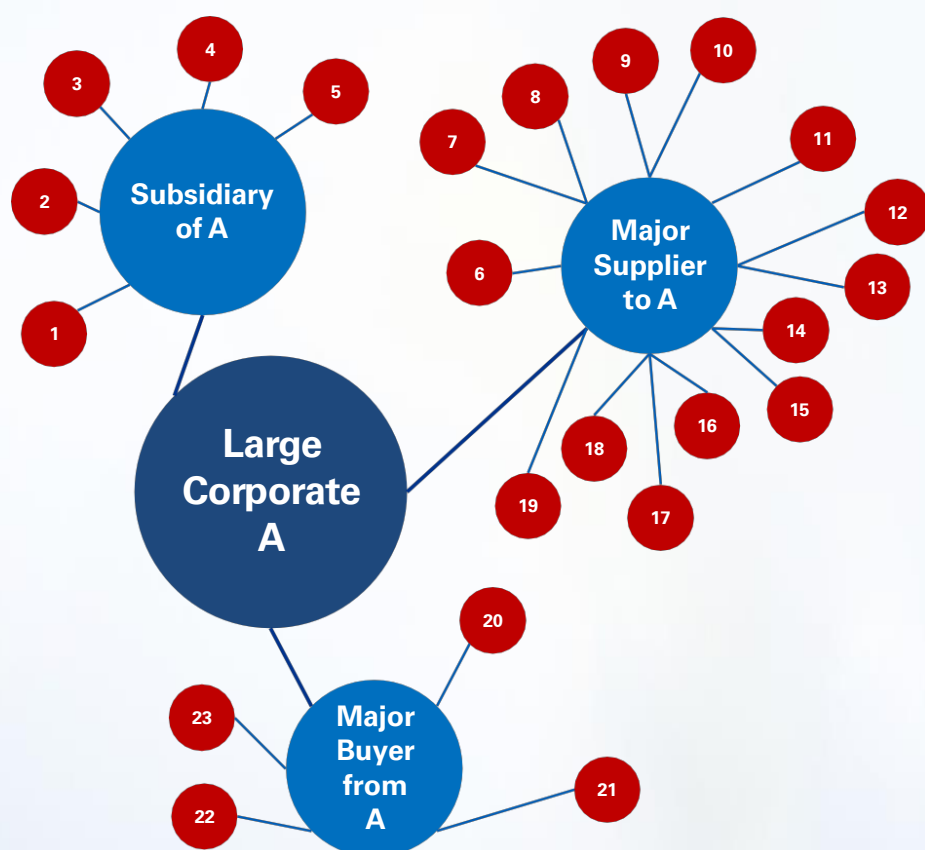 4
3
5
2
Subsidiary
of A
1
10
9
8
7
11
12
Major
Supplier
to A
6
13
14
15
16
18
19
17
Large
Corporate
A
20
23
Major
Buyer
from
A
21
22